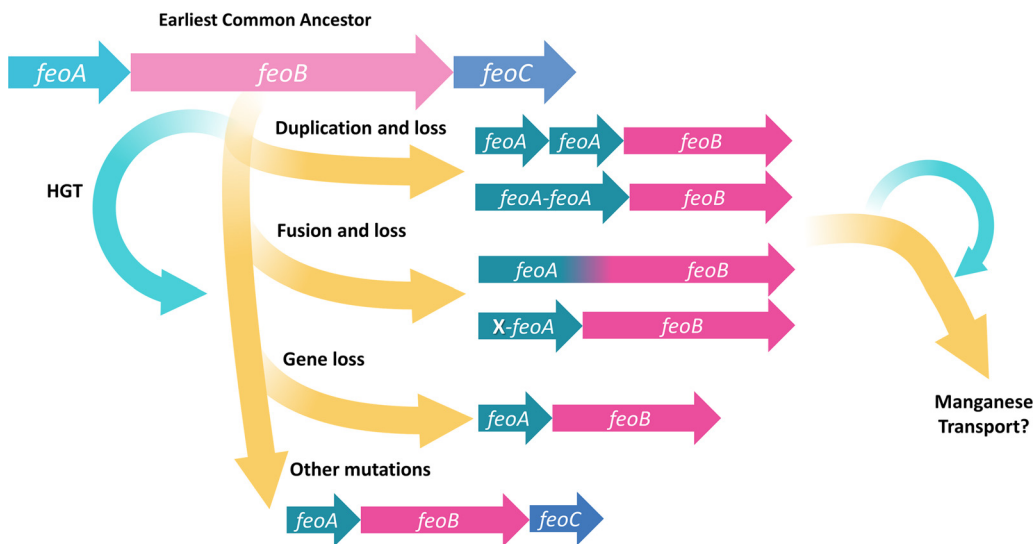 Earliest Common Ancestor
feoA feoB feoC
Duplication and loss
feoA feoA feoB
HGT
feoA-feoA feoB
Fusion and loss
feoA feoB
X-feoA feoB
Gene loss
feoA feoB
Manganese
Transport?
Other mutations
feoA feoB feoC